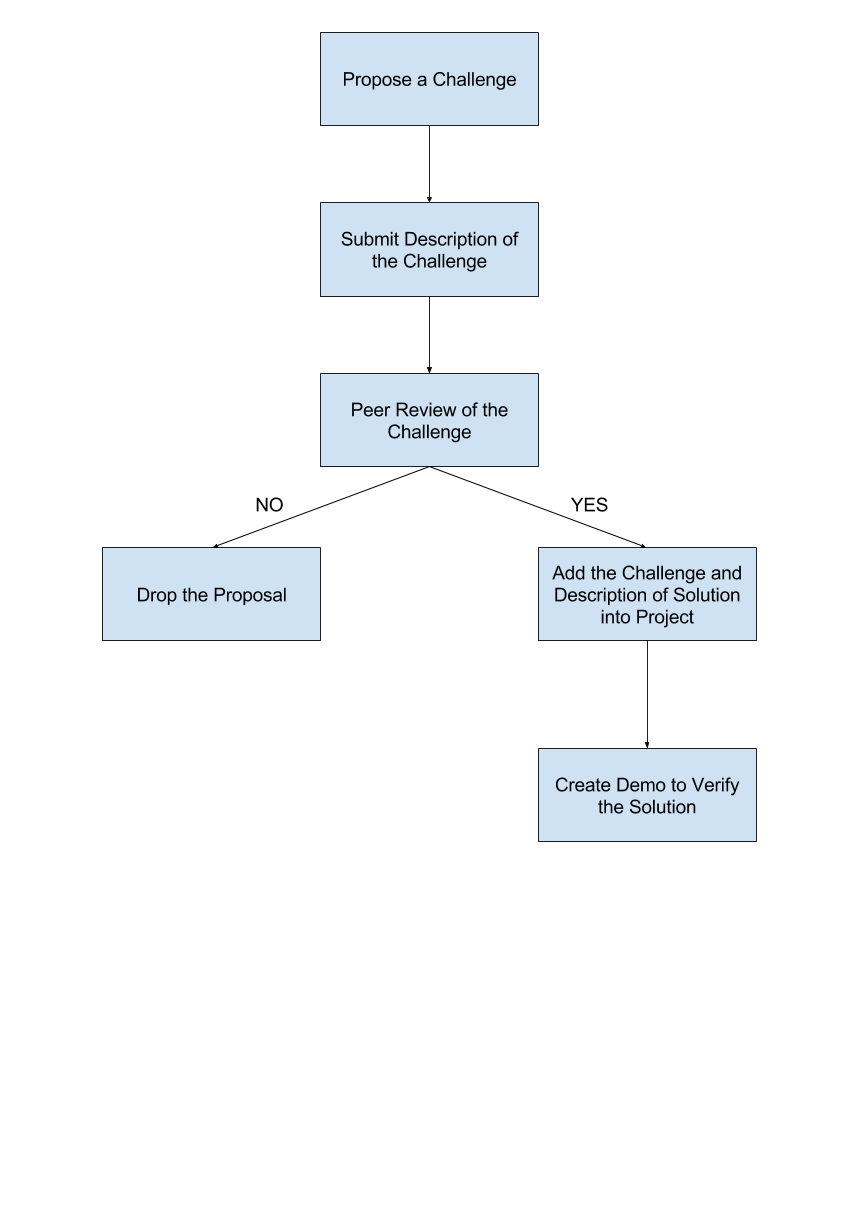 Propose a Challenge
Submit Description of
the Challenge
Peer Review of the
Challenge
NO
YES
Drop the Proposal
Add the Challenge and
Description of Solution
into Project
Create Demo to Verify
the Solution